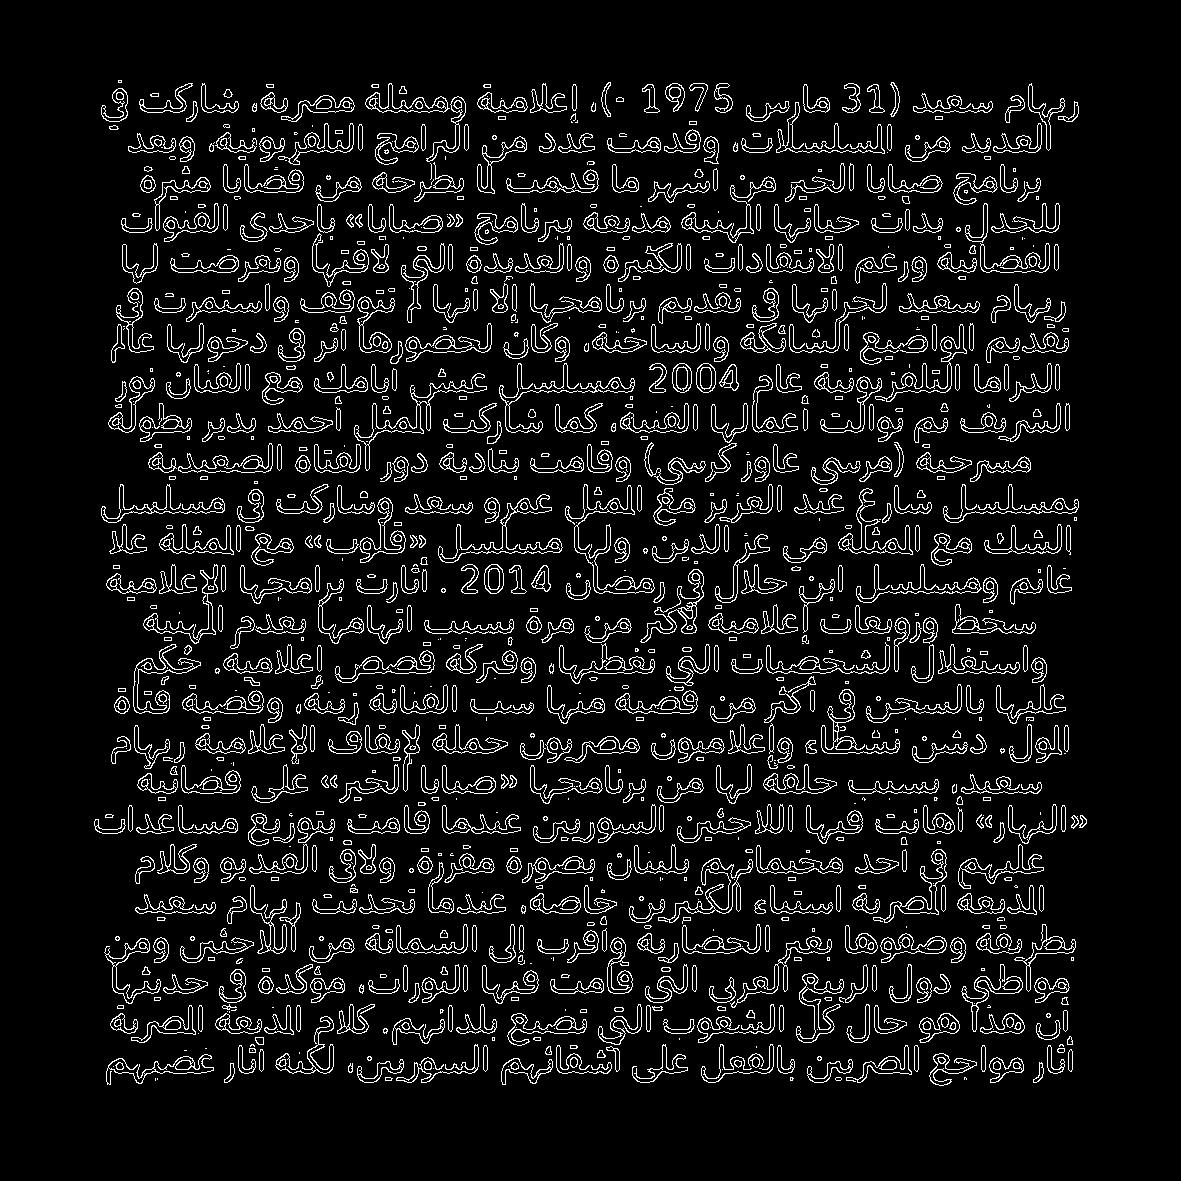 ريهام سعيد (31 مارس 1975 -)، إعلامية وممثلة مصرية، شاركت في
العديد من المسلسلات، وقدمت عدد من البرامج التلفزيونية، ويعد
برنامج صبايا الخير من أشهر ما قدمت لما يطرحه من قضايا مثيرة
للجدل. بدأت حياتها المهنية مذيعة ببرنامج «صبايا» بإحدى القنوات
الفضائية ورغم الانتقادات الكثيرة والعديدة التي لاقتها وتعرضت لها
ريهام سعيد لجرأتها في تقديم برنامجها إلا أنها لم تتوقف واستمرت في
تقديم المواضيع الشائكة والساخنة، وكان لحضورها أثر في دخولها عالم
الدراما التلفزيونية عام 2004 بمسلسل عيش أيامك مع الفنان نور
الشريف ثم توالت أعمالها الفنية، كما شاركت الممثل أحمد بدير بطولة
مسرحية (مرسي عاوز كرسي) وقامت بتادية دور الفتاة الصعيدية
بمسلسل شارع عبد العزيز مع الممثل عمرو سعد وشاركت في مسلسل
الشك مع الممثلة مي عز الدين. ولها مسلسل «قلوب» مع الممثلة علا
غانم ومسلسل ابن حلال في رمضان 2014 . أثارت برامجها الإعلامية
سخط وزوبعات إعلامية لأكثر من مرة بسبب اتهامها بعدم المهنية
واستغلال الشخصيات التي تغطيها، وفبركة قصص إعلامية. حُكِم
عليها بالسجن في أكثر من قضية منها سب الفنانة زينة، وقضية فتاة
المول. دشن نشطاء وإعلاميون مصريون حملة لإيقاف الإعلامية ريهام
سعيد، بسبب حلقة لها من برنامجها «صبايا الخير» على فضائية
«النهار» أهانت فيها اللاجئين السوريين عندما قامت بتوزيع مساعدات
عليهم في أحد مخيماتهم بلبنان بصورة مقززة. ولاقى الفيديو وكلام
المذيعة المصرية استياء الكثيرين خاصة، عندما تحدثت ريهام سعيد
بطريقة وصفوها بغير الحضارية وأقرب إلى الشماتة من اللاجئين ومن
مواطني دول الربيع العربي التي قامت فيها الثورات، مؤكدة في حديثها
أن هذا هو حال كل الشعوب التي تضيع بلدانهم. كلام المذيعة المصرية
أثار مواجع المصريين بالفعل على أشقائهم السوريين، لكنه أثار غضبهم